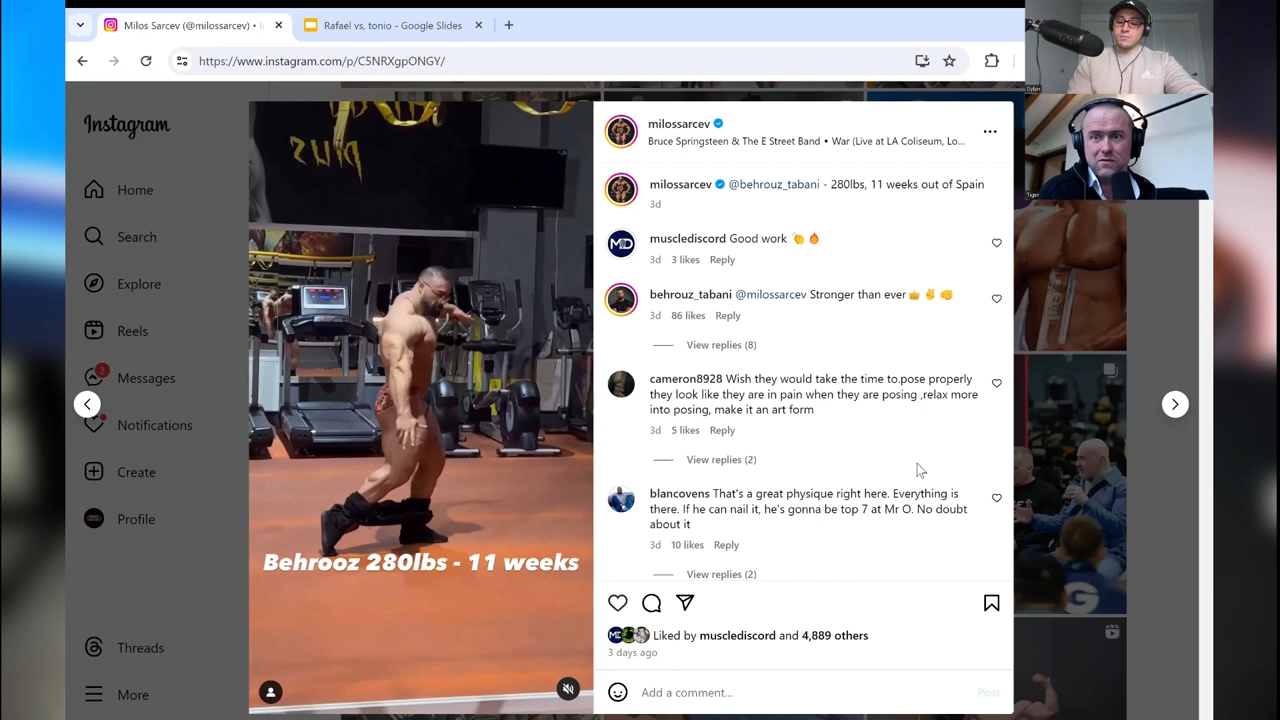 Milos Sarcev (@milossarcev) • I
Rafael vs, tonio - Google Slides
https://www.instagram.com/p/C5NRXgpONGY/
Dylan
Instagram
Home
Search
Explore
Reels
2
Messages
Notifications
Create
Profile
Threads
More
Behrooz 280lbs - 11 weeks
milossarcev
Bruce Springsteen & The E Street Band • War (Live at LA Coliseum, Lo...
milossarcev @behrouz_tabani - 280lbs, 11 weeks out of Spain
3d
MD
musclediscord Good work 👏 🔥
3d 3 likes Reply
behrouz_tabani @milossarcev Stronger than ever 👑 ✌ 👊
3d 86 likes Reply
View replies (8)
cameron8928 Wish they would take the time to.pose properly
they look like they are in pain when they are posing ,relax more
into posing, make it an art form
3d 5 likes Reply
View replies (2)
blancovens That's a great physique right here. Everything is
there. If he can nail it, he's gonna be top 7 at Mr O. No doubt
about it
3d 10 likes Reply
View replies (2)
Liked by musclediscord and 4,889 others
3 days ago
Add a comment...
Post